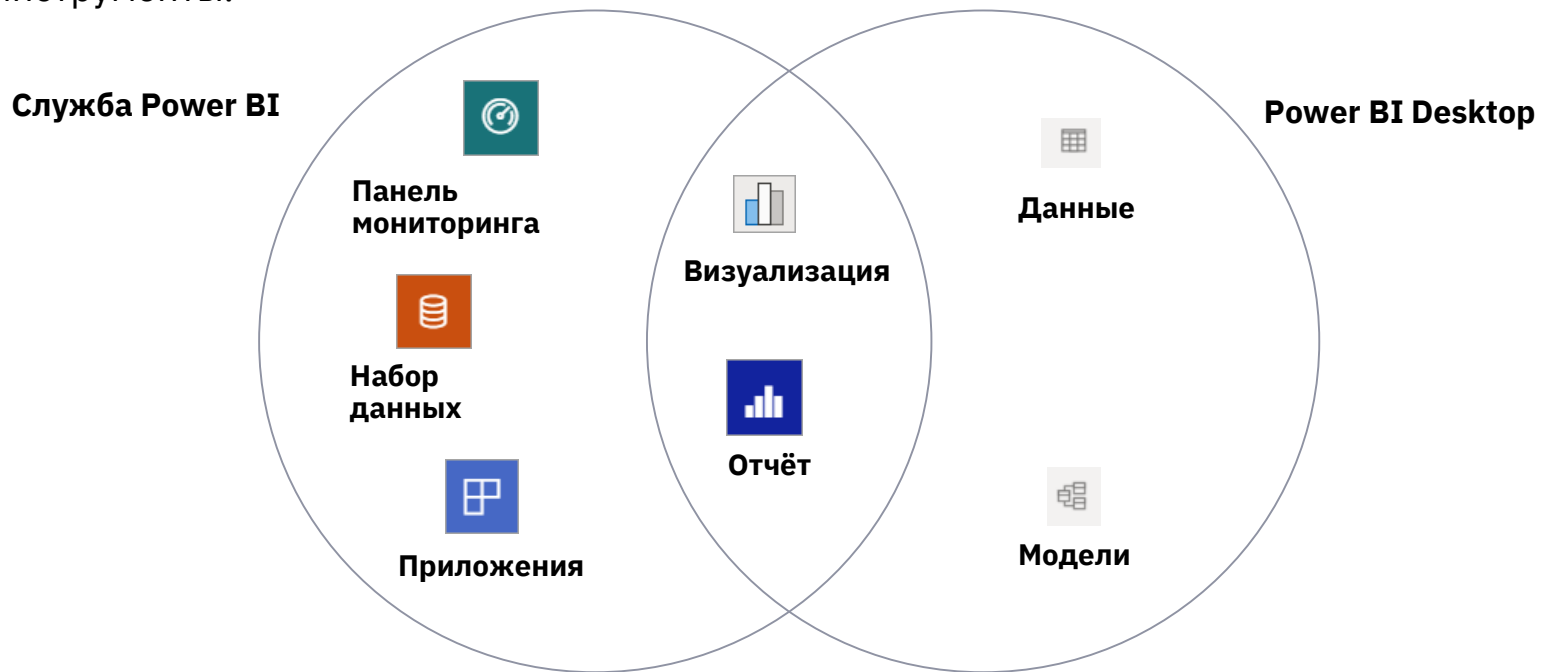 Служба Power BI
Power BI Desktop
Панель
мониторинга
Набор
данных
Приложения
Визуализация
Отчёт
Данные
Модели